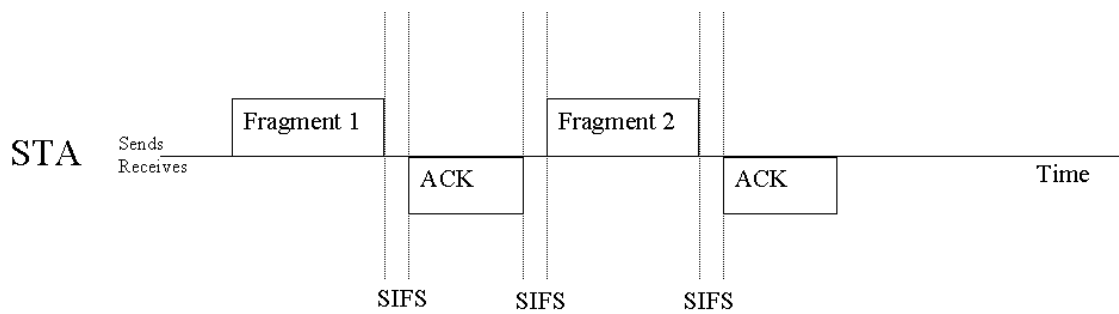 Fragment 1
Fragment 2
STA
Sends
Receives
ACK
ACK
Time
SIFS
SIFS
SIFS